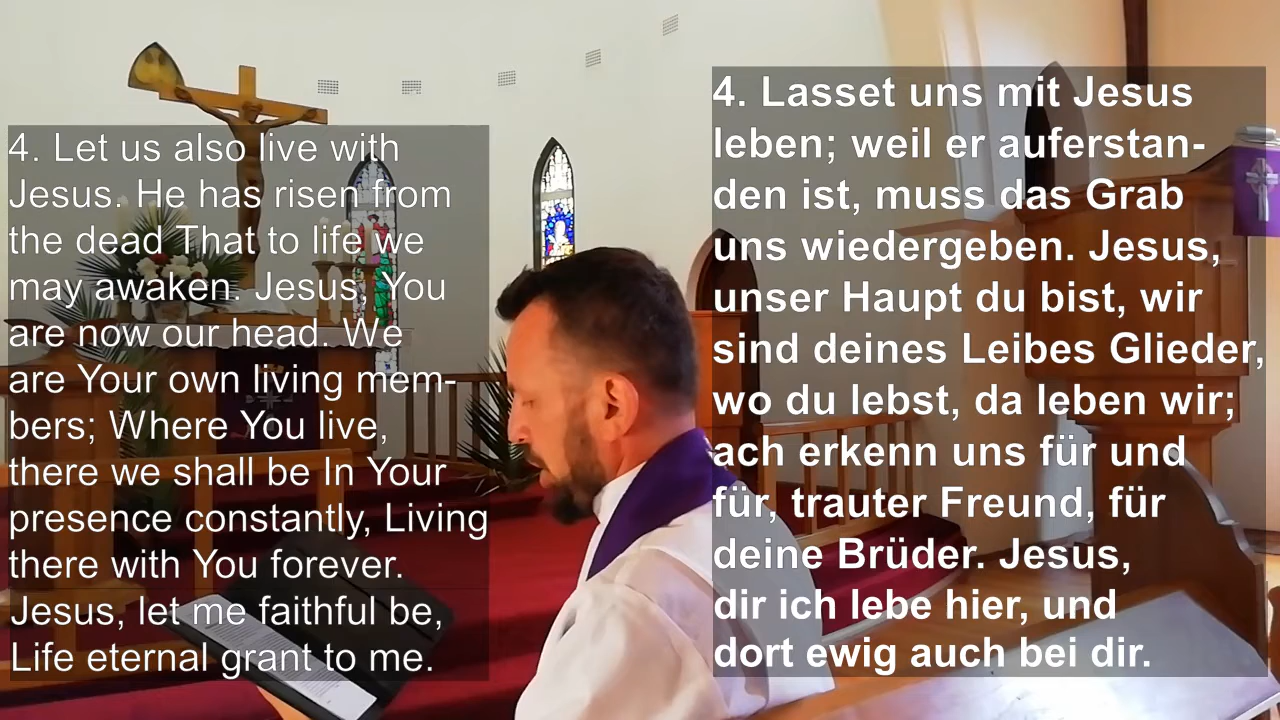 4. Let us also live with
Jesus. He has risen from
the dead That to life we
may awaken. Jesus, You
are now our head. We
are Your own living mem-
bers; Where You live,
there we shall be In Your
presence constantly, Living
there with You forever.
Jesus, let me faithful be,
Life eternal grant to me.
4. Lasset uns mit Jesus
leben; weil er auferstan-
den ist, muss das Grab
uns wiedergeben. Jesus,
unser Haupt du bist, wir
sind deines Leibes Glieder,
wo du lebst, da leben wir;
ach erkenn uns für und
für, trauter Freund, für
deine Brüder. Jesus,
dir ich lebe hier, und
dort ewig auch bei dir.